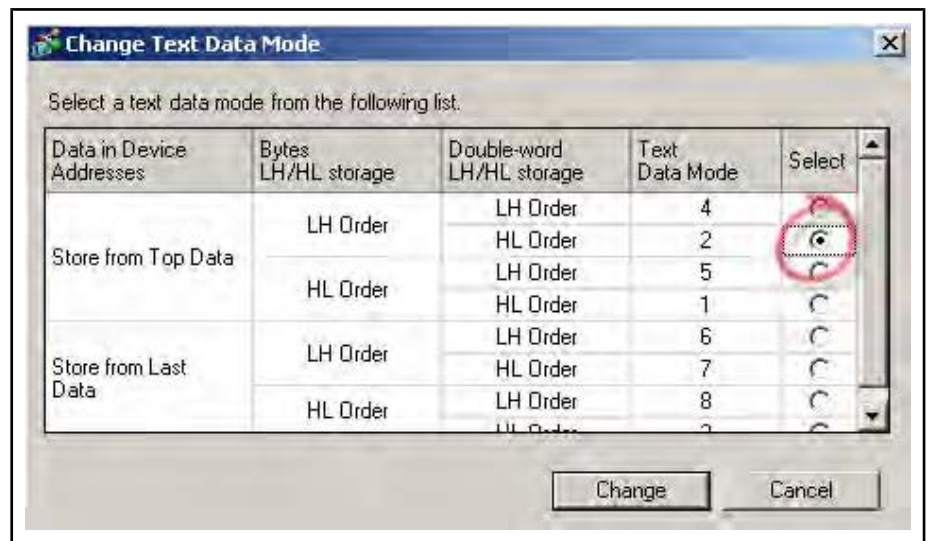 Change Text Data Mode
Select a text data mode from the following list.
Data in Device Addresses Bytes LH/HL storage Double-word LH/HL storage Text Data Mode Select
Store from Top Data LH Order LH Order 4
HL Order 2
HL Order LH Order 5
HL Order 1
Store from Last Data LH Order LH Order 6
HL Order 7
HL Order LH Order 8
Change Cancel